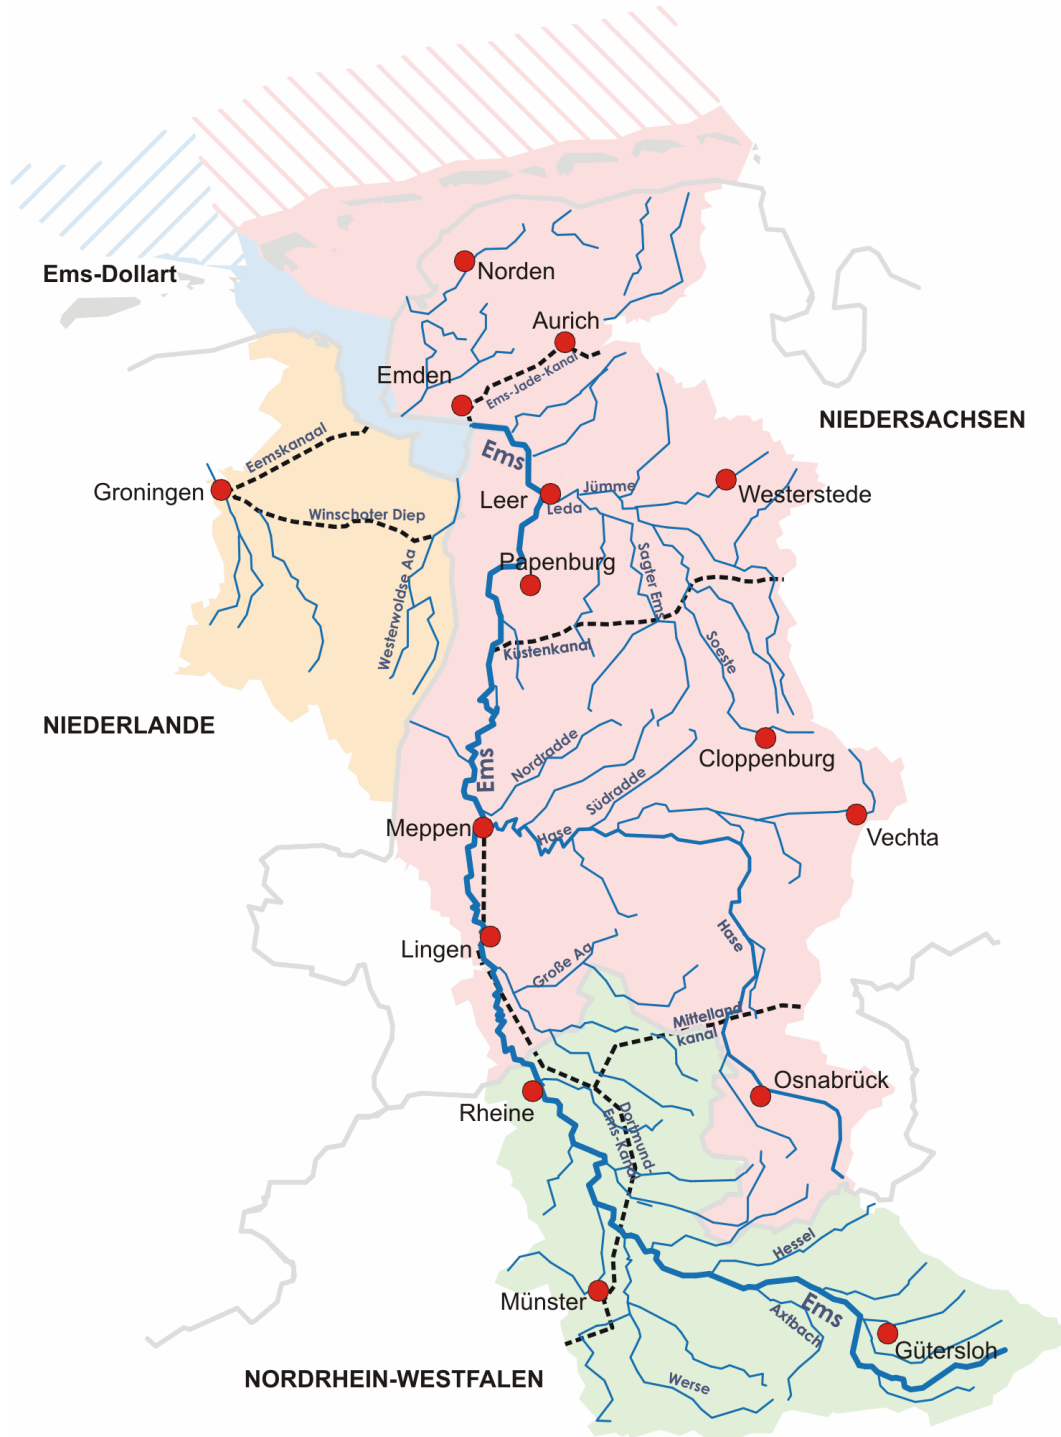 Ems-Dollart
Norden
Aurich
Emden
Ems-Jade-Kanal
NIEDERSACHSEN
Eemskanaal
Ems
Groningen
Leer
Jümme
Leda
Westerstede
Winschoter Diep
Papenburg
Sagter Ems
Westerwoldse Aa
Küstenkanal
Soeste
NIEDERLANDE
Ems
Nordradde
Cloppenburg
Südradde
Meppen
Hase
Vechta
Hase
Lingen
Große Aa
Mittelland
kanal
Osnabrück
Rheine
Dortmund-
Ems-Kanal
Hessel
Münster
Ems
Axtbach
Gütersloh
NORDRHEIN-WESTFALEN
Werse